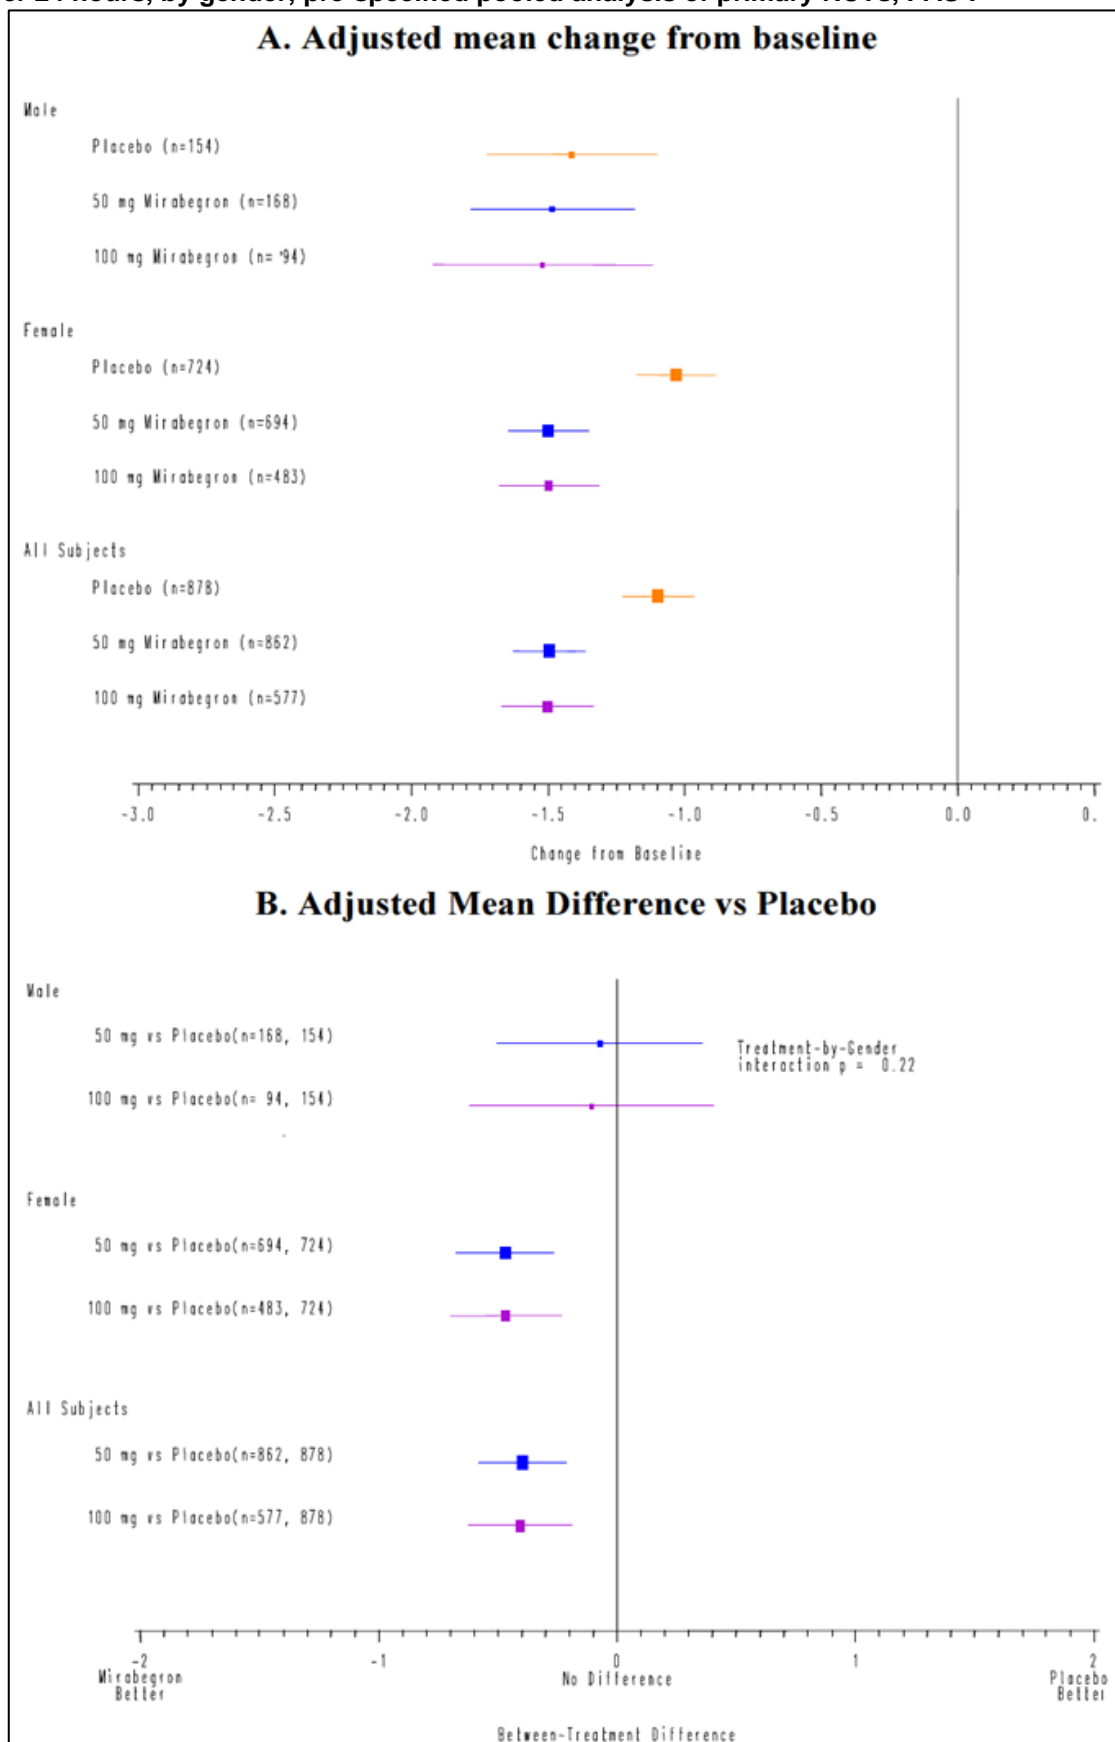 A. Adjusted mean change from baseline
Male
Placebo (n=154)
50 mg Mirabegron (n=168)
100 mg Mirabegron (n= 94)
Female
Placebo (n=724)
50 mg Mirabegron (n=694)
100 mg Mirabegron (n=483)
All Subjects
Placebo (n=878)
50 mg Mirabegron (n=862)
100 mg Mirabegron (n=577)
-3.0 -2.5 -2.0 -1.5 -1.0 -0.5 0.0 0.
Change from Baseline
B. Adjusted Mean Difference vs Placebo
Male
50 mg vs Placebo(n=168, 154)
Treatment-by-Gender
interaction p = 0.22
100 mg vs Placebo(n= 94, 154)
Female
50 mg vs Placebo(n=694, 724)
100 mg vs Placebo(n=483, 724)
All Subjects
50 mg vs Placebo(n=862, 878)
100 mg vs Placebo(n=577, 878)
-2 -1 0 1 2
Mirabegron No Difference Placebo
Better Better
Between-Treatment Difference